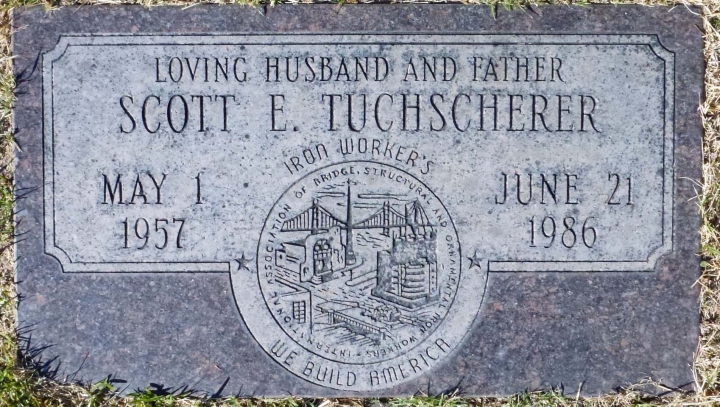 LOVING HUSBAND AND FATHER
SCOTT E. TUCHSCHERER
MAY 1
1957
JUNE 21
1986
IRON WORKER'S
INTERNATIONAL ASSOCIATION OF BRIDGE, STRUCTURAL AND ORNAMENTAL IRON WORKERS
WE BUILD AMERICA